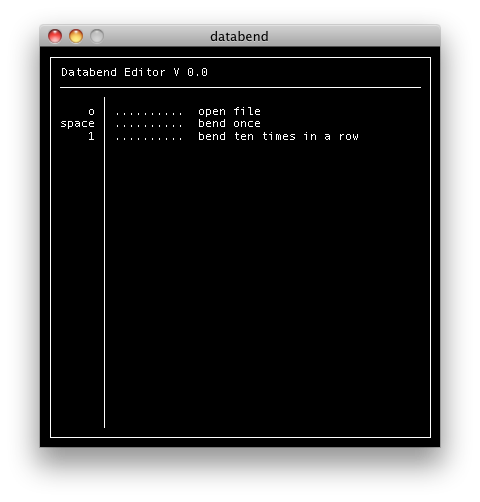 databend
Databend Editor V 0.0
o .......... open file
space .......... bend once
1 .......... bend ten times in a row